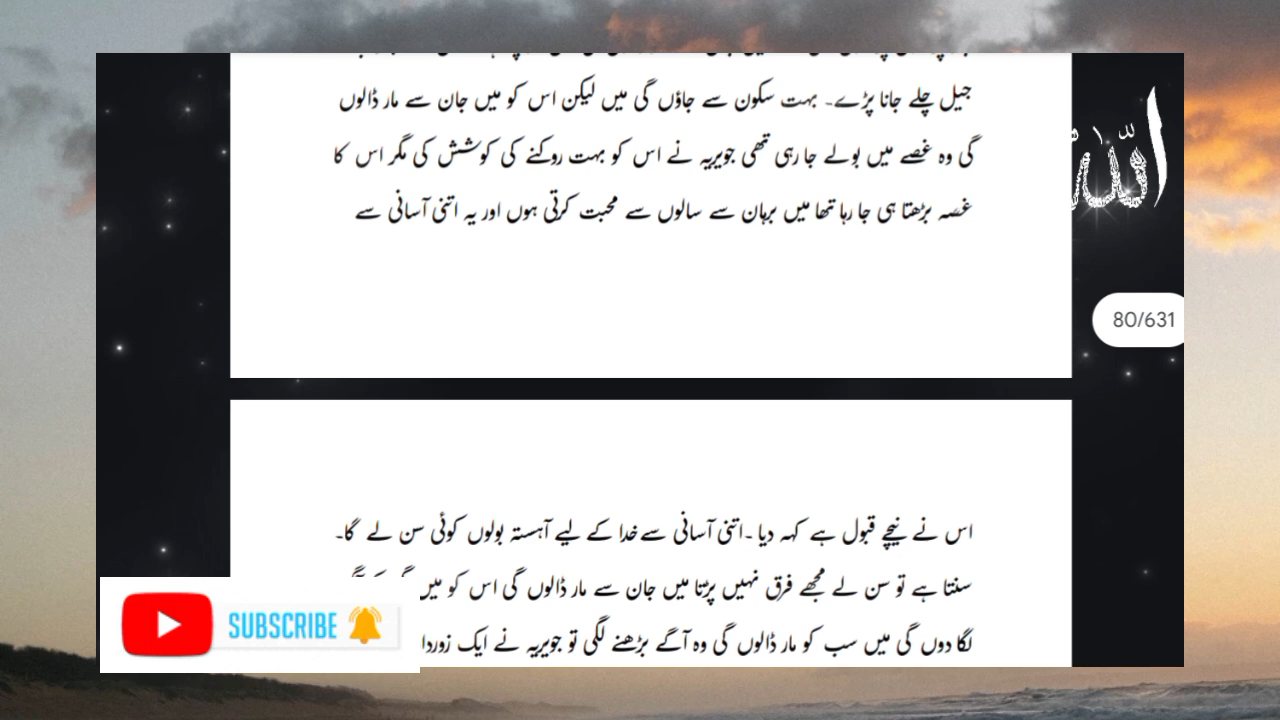 جیل چلے جانا پڑے۔ بہت سکون سے جاؤں گی میں لیکن اس کو میں جان سے مار ڈالوں
گی وہ غصے میں بولے جا رہی تھی جویریہ نے اس کو بہت روکنے کی کوشش کی مگر اس کا
غصہ بڑھتا ہی جا رہا تھا میں برہان سے سالوں سے محبت کرتی ہوں اور یہ اتنی آسانی سے
الله
80/631
اس نے نیچے قبول ہے کہہ دیا ۔اتنی آسانی سے خدا کے لیے آہستہ بولوں کوئی سن لے گا۔
سنتا ہے تو سن لے مجھے فرق نہیں پڑتا میں جان سے مار ڈالوں گی اس کو میں
لگا دوں گی میں سب کو مار ڈالوں گی وہ آگے بڑھنے لگی تو جویریہ نے ایک
SUBSCRIBE